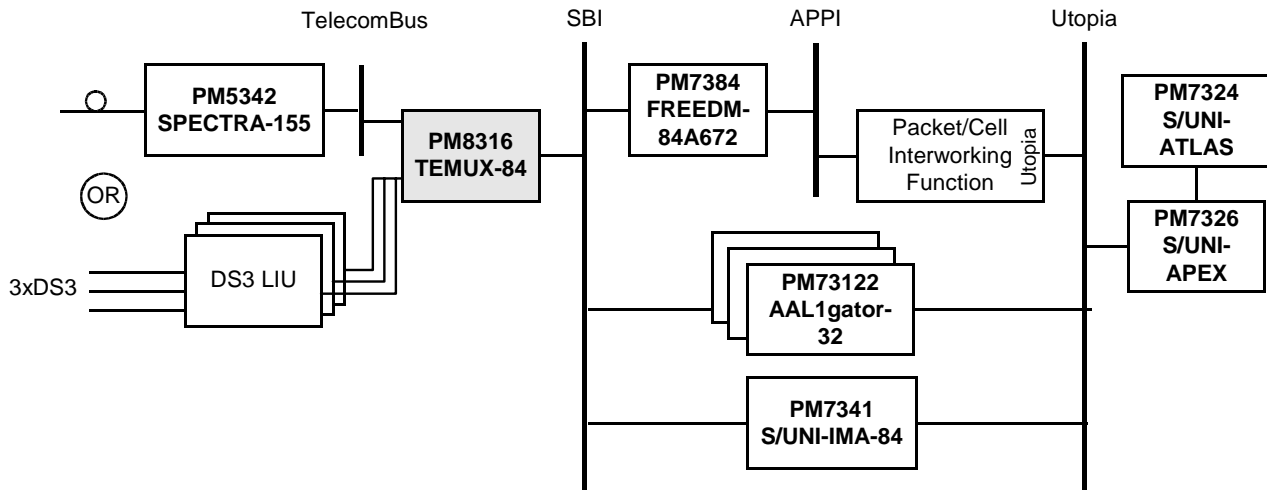 TelecomBus
SBI
APPI
Utopia
PM5342
SPECTRA-155
PM8316
TEMUX-84
PM7384
FREEDM-
84A672
Packet/Cell
Interworking
Function
Utopia
PM7324
S/UNI-
ATLAS
OR
3xDS3
DS3 LIU
PM7326
S/UNI-
APEX
PM73122
AAL1gator-
32
PM7341
S/UNI-IMA-84